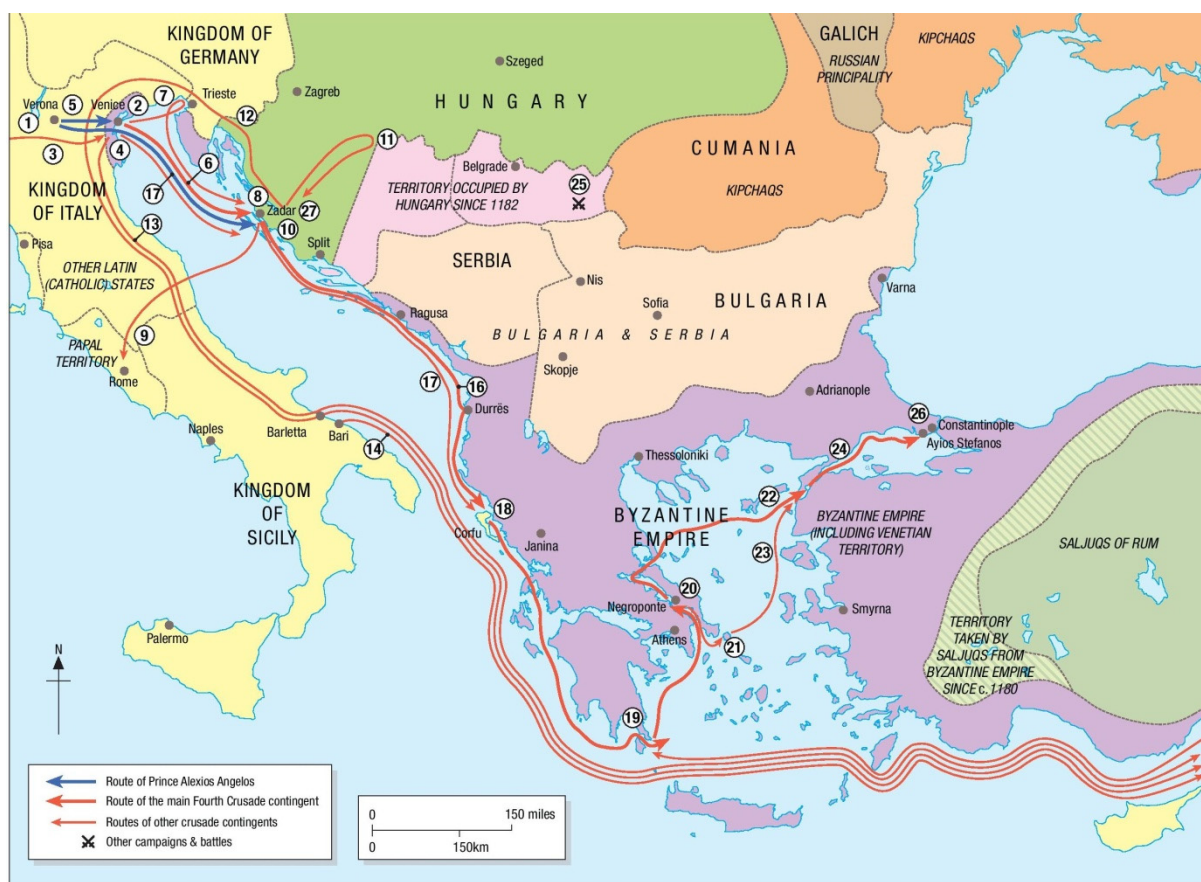 KINGDOM OF
GERMANY
GALICH
RUSSIAN
PRINCIPALITY
KIPCHAQS
Szeged
Zagreb
HUNGARY
Verona
5
Venice
2
7
Trieste
1
3
4
6
12
11
CUMANIA
KIPCHAQS
Belgrade
25
TERRITORY OCCUPIED BY
HUNGARY SINCE 1182
KINGDOM
OF ITALY
17
8
Zadar
27
10
13
Pisa
Split
OTHER LATIN
(CATHOLIC) STATES
SERBIA
Nis
BULGARIA
Varna
Sofia
Ragusa
BULGARIA & SERBIA
9
PAPAL
TERRITORY
Rome
Skopje
17
16
Durrës
Adrianople
26
Constantinople
Ayios Stefanos
Naples
Barletta
Bari
14
24
Thessoloniki
22
KINGDOM
OF
SICILY
18
Corfu
Janina
BYZANTINE
EMPIRE
BYZANTINE EMPIRE
(INCLUDING VENETIAN
TERRITORY)
23
SALJUQS OF RUM
20
Negroponte
Smyrna
Palermo
Athens
21
TERRITORY
TAKEN BY
SALJUQS FROM
BYZANTINE EMPIRE
SINCE c.1180
N
19
Route of Prince Alexios Angelos
Route of the main Fourth Crusade contingent
Routes of other crusade contingents
Other campaigns & battles
0 150 miles
0 150km